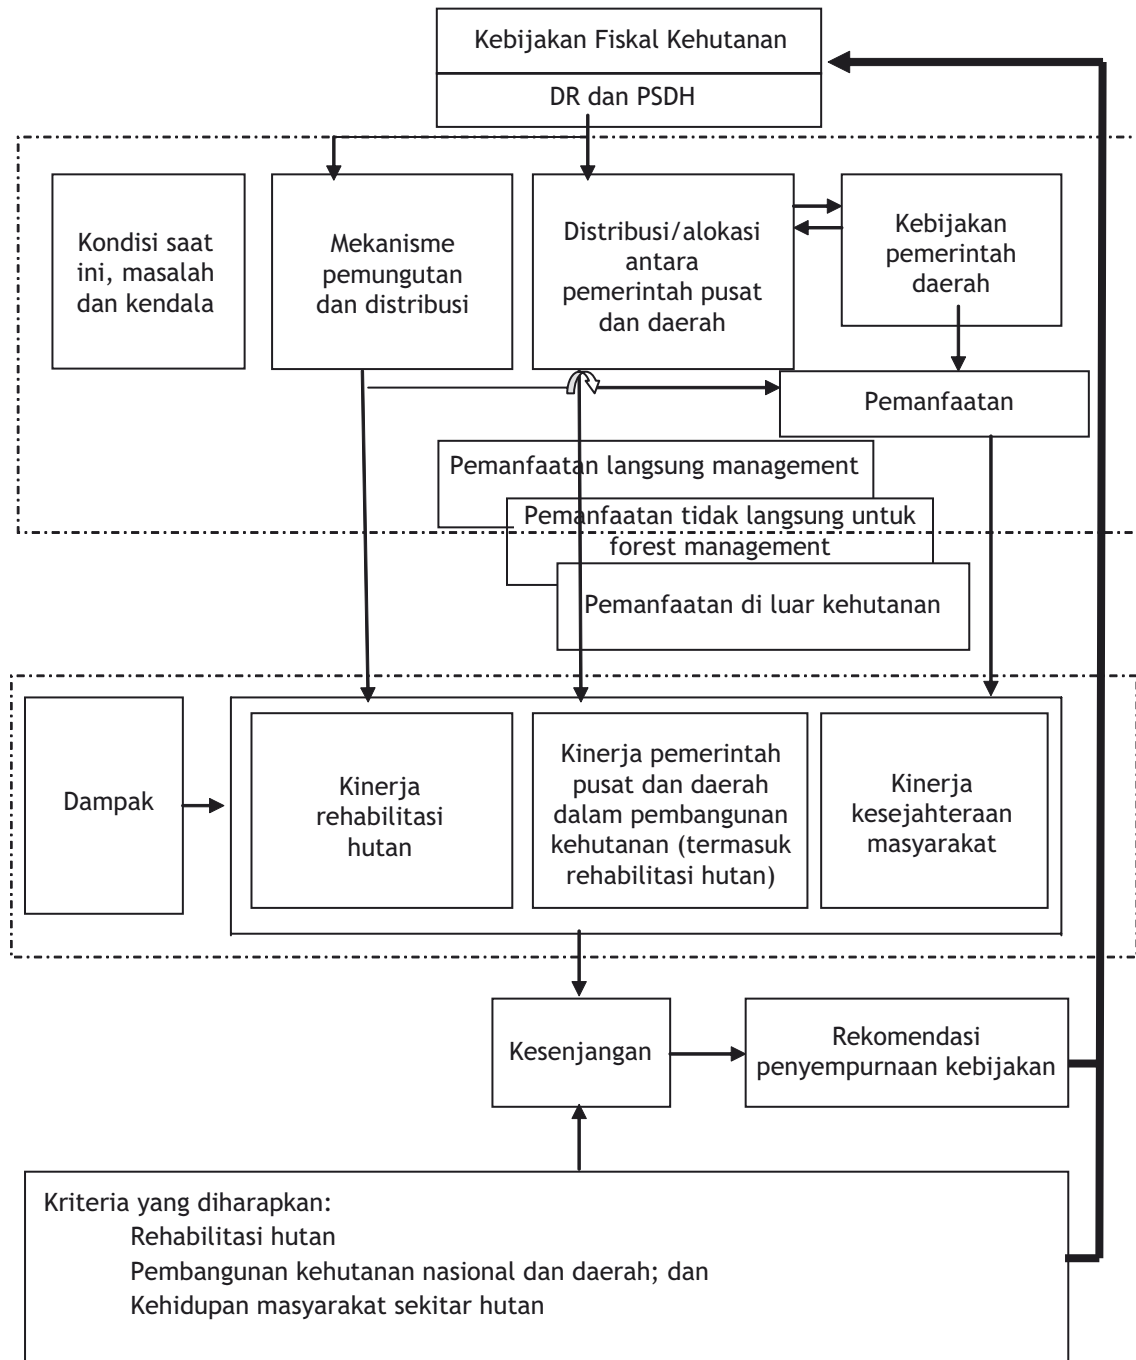 Kebijakan Fiskal Kehutanan
DR dan PSDH
Kondisi saat
ini, masalah
dan kendala
Mekanisme
pemungutan
dan distribusi
Distribusi/alokasi
antara
pemerintah pusat
dan daerah
Kebijakan
pemerintah
daerah
Pemanfaatan
Pemanfaatan langsung management
Pemanfaatan tidak langsung untuk
forest management
Pemanfaatan di luar kehutanan
Dampak
Kinerja
rehabilitasi
hutan
Kinerja pemerintah
pusat dan daerah
dalam pembangunan
kehutanan (termasuk
rehabilitasi hutan)
Kinerja
kesejahteraan
masyarakat
Kesenjangan
Rekomendasi
penyempurnaan kebijakan
Kriteria yang diharapkan:
Rehabilitasi hutan
Pembangunan kehutanan nasional dan daerah; dan
Kehidupan masyarakat sekitar hutan